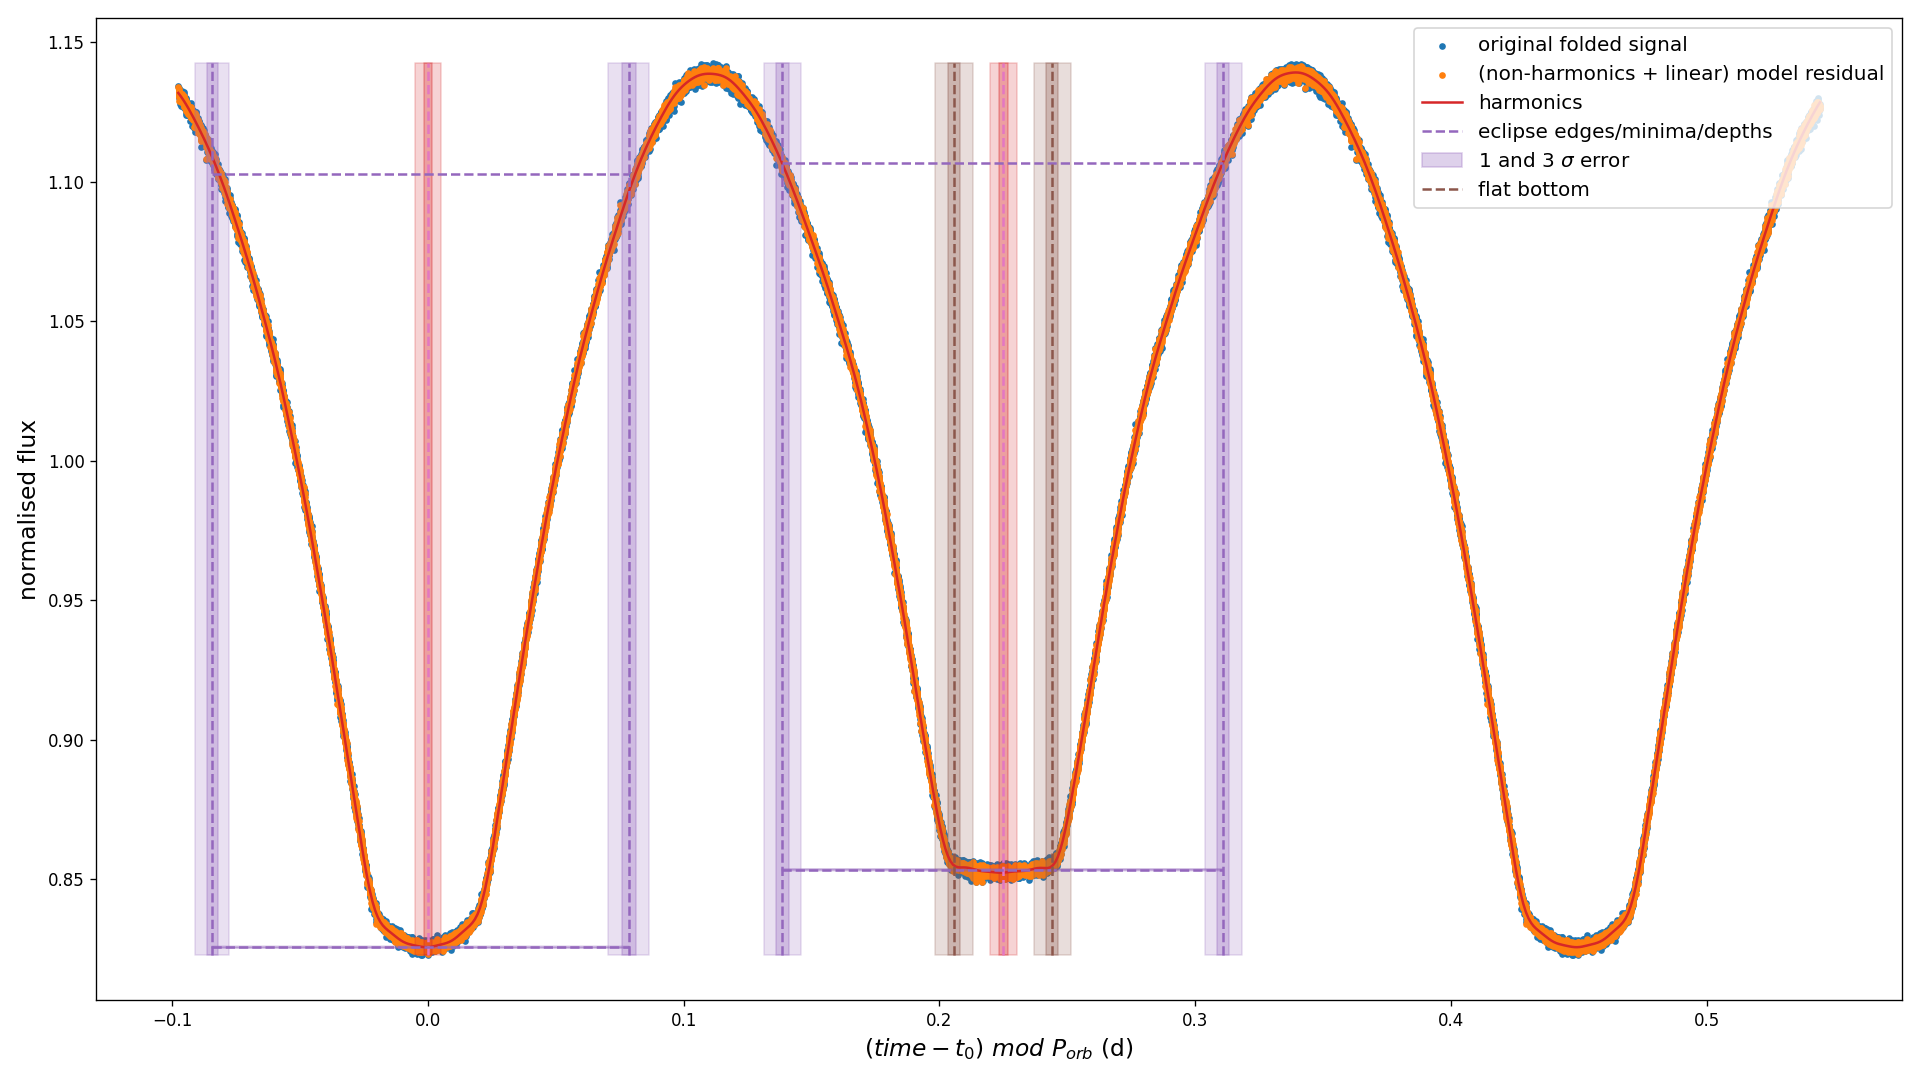 original folded signal
(non-harmonics + linear) model residual
harmonics
eclipse edges/minima/depths
1 and 3 σ error
flat bottom
normalised flux
1.15
1.10
1.05
1.00
0.95
0.90
0.85
−0.1
0.0
0.1
0.2
0.3
0.4
0.5
(time − t₀) mod Pₒᵣb (d)